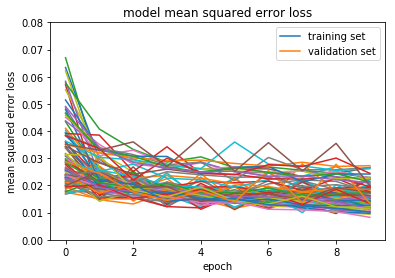 model mean squared error loss
training set
validation set
mean squared error loss
0.08
0.07
0.06
0.05
0.04
0.03
0.02
0.01
0.00
0 2 4 6 8
epoch